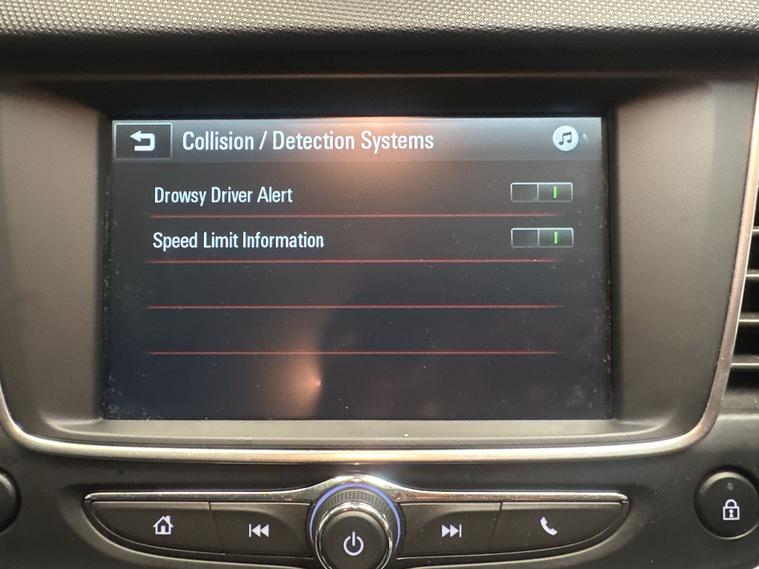 Collision / Detection Systems
Drowsy Driver Alert
Speed Limit Information